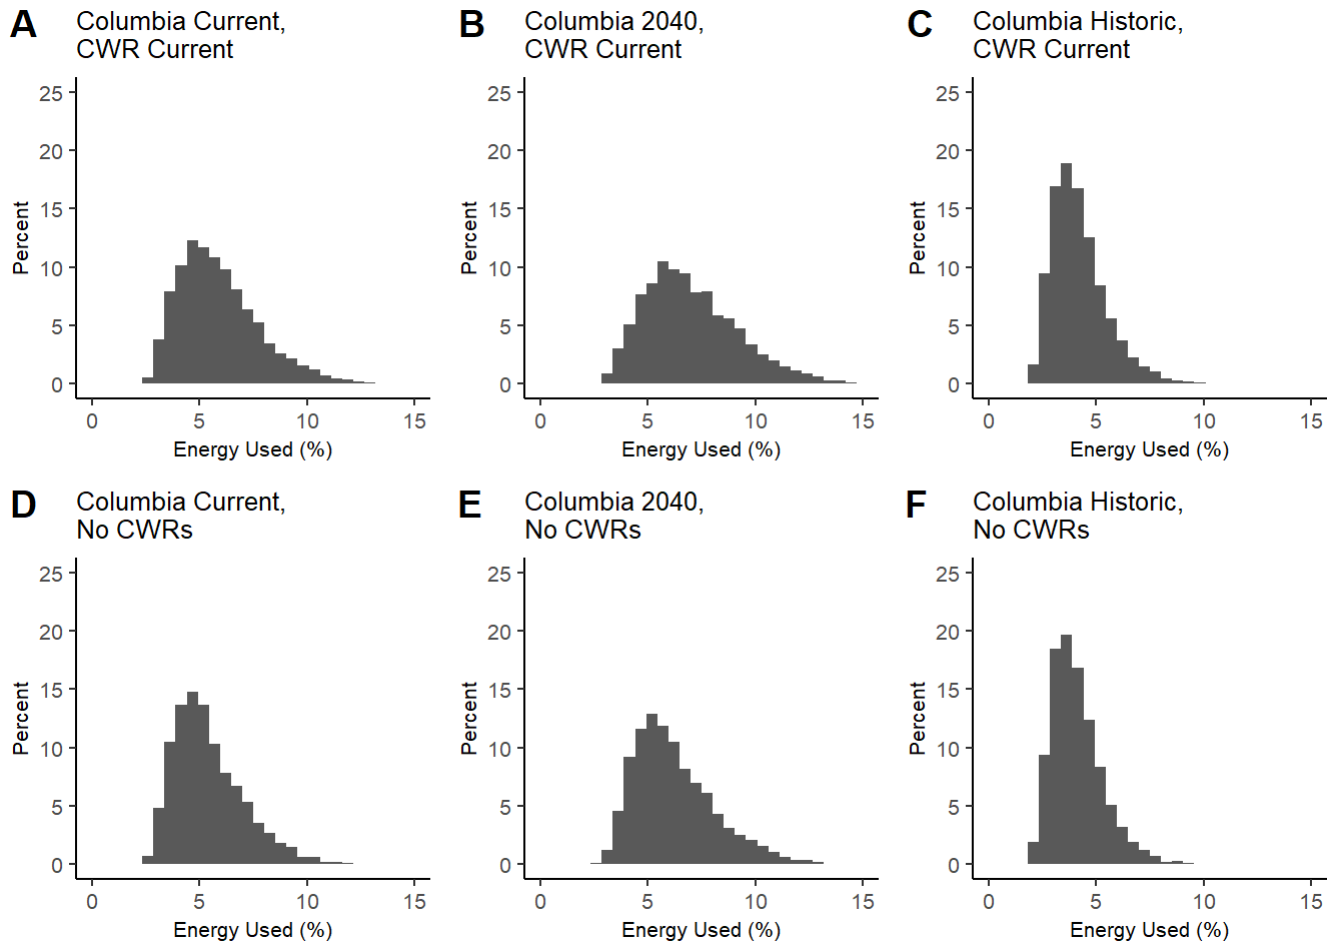 A Columbia Current,
CWR Current
B Columbia 2040,
CWR Current
C Columbia Historic,
CWR Current
25
20
15
10
5
0
Percent
0 5 10 15
Energy Used (%)
25
20
15
10
5
0
Percent
0 5 10 15
Energy Used (%)
25
20
15
10
5
0
Percent
0 5 10 15
Energy Used (%)
D Columbia Current,
No CWRs
E Columbia 2040,
No CWRs
F Columbia Historic,
No CWRs
25
20
15
10
5
0
Percent
0 5 10 15
Energy Used (%)
25
20
15
10
5
0
Percent
0 5 10 15
Energy Used (%)
25
20
15
10
5
0
Percent
0 5 10 15
Energy Used (%)